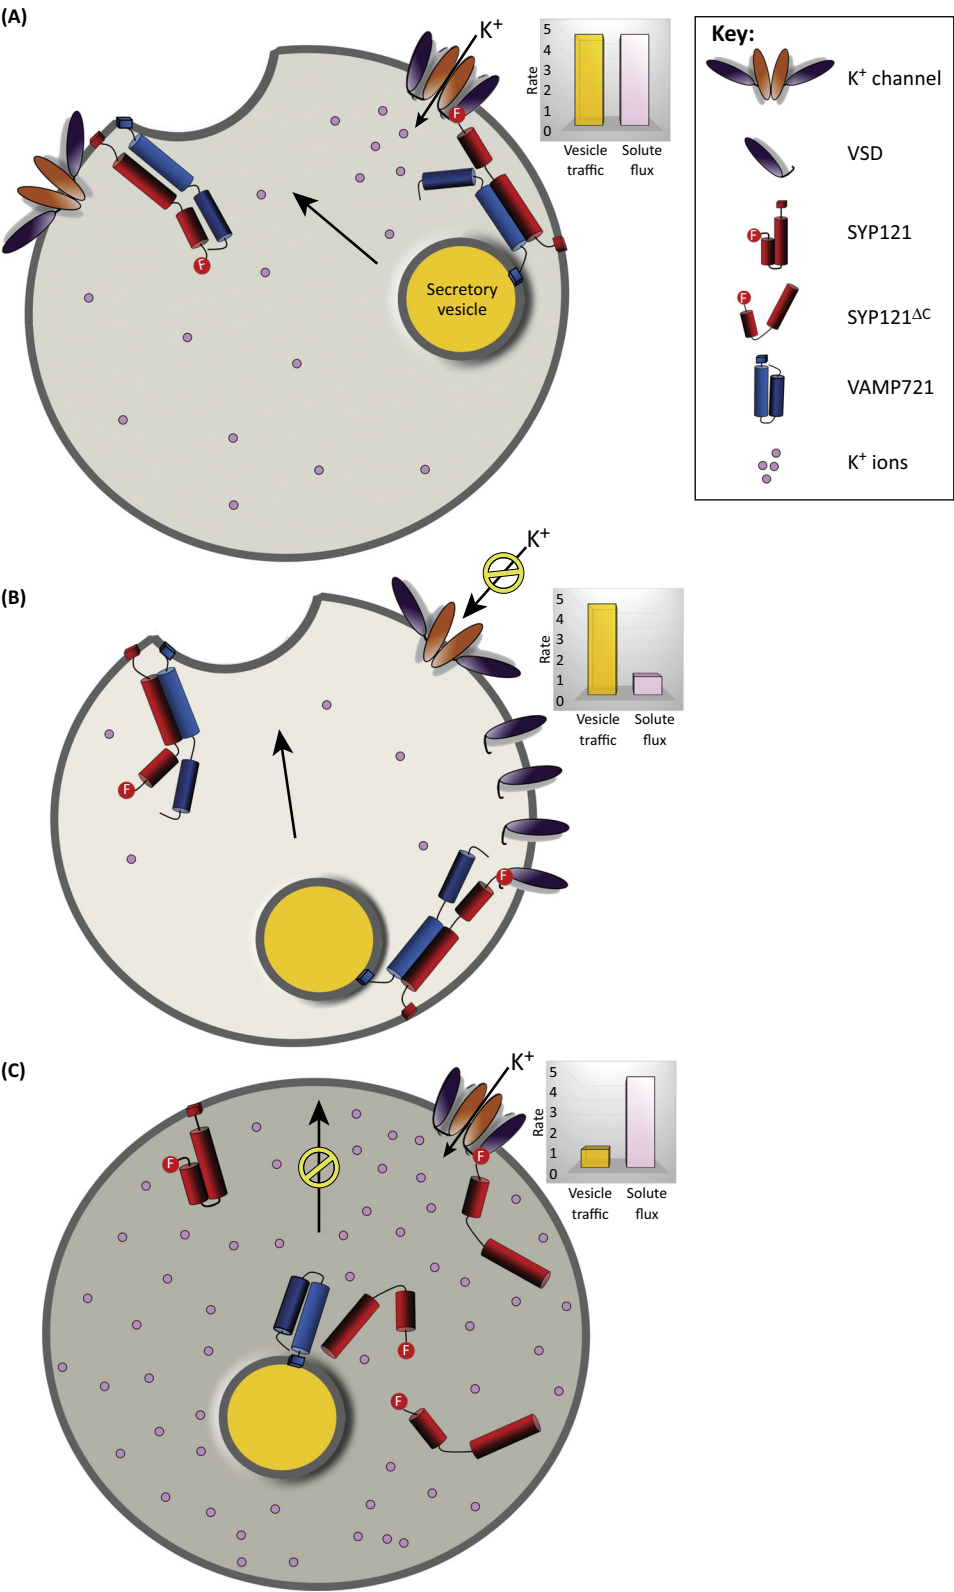 (A)
K+
5
4
3
2
1
0
Rate
Vesicle
traffic
Solute
flux
F
F
Secretory
vesicle
Key:
K+ channel
VSD
F
SYP121
F
SYP121ΔC
VAMP721
K+ ions
(B)
K+
5
4
3
2
1
0
Rate
Vesicle
traffic
Solute
flux
F
F
(C)
K+
5
4
3
2
1
0
Rate
Vesicle
traffic
Solute
flux
F
F
F
F